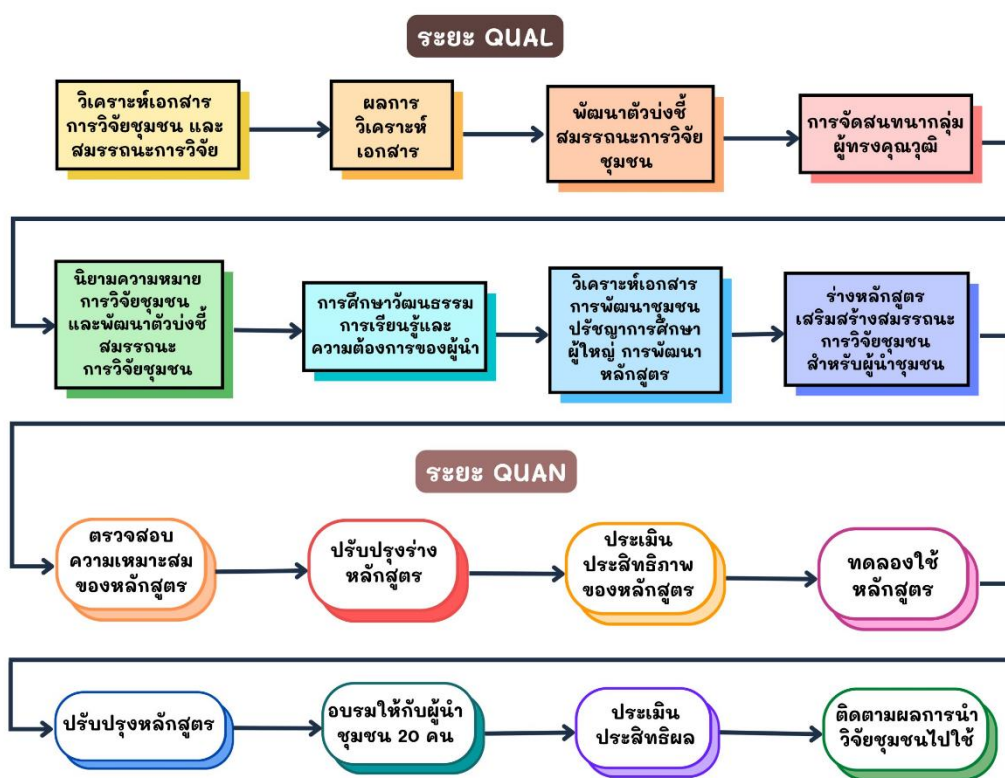 ระยะ QUAL
วิเคราะห์เอกสาร
การวิจัยชุมชน และ
สมรรถนะการวิจัย
ผลการ
วิเคราะห์
เอกสาร
พัฒนาตัวบ่งชี้
สมรรถนะการวิจัย
ชุมชน
การจัดสนทนากลุ่ม
ผู้ทรงคุณวุฒิ
นิยามความหมาย
การวิจัยชุมชน
และพัฒนาตัวบ่งชี้
สมรรถนะ
การวิจัยชุมชน
การศึกษาวัฒนธรรม
การเรียนรู้และ
ความต้องการของผู้นำ
วิเคราะห์เอกสาร
การพัฒนาชุมชน
ปรัชญาการศึกษา
ผู้ใหญ่ การพัฒนา
หลักสูตร
ร่างหลักสูตร
เสริมสร้างสมรรถนะ
การวิจัยชุมชน
สำหรับผู้นำชุมชน
ระยะ QUAN
ตรวจสอบ
ความเหมาะสม
ของหลักสูตร
ปรับปรุงร่าง
หลักสูตร
ประเมิน
ประสิทธิภาพ
ของหลักสูตร
ทดลองใช้
หลักสูตร
ปรับปรุงหลักสูตร
อบรมให้กับผู้นำ
ชุมชน 20 คน
ประเมิน
ประสิทธิผล
ติดตามผลการนำ
วิจัยชุมชนไปใช้